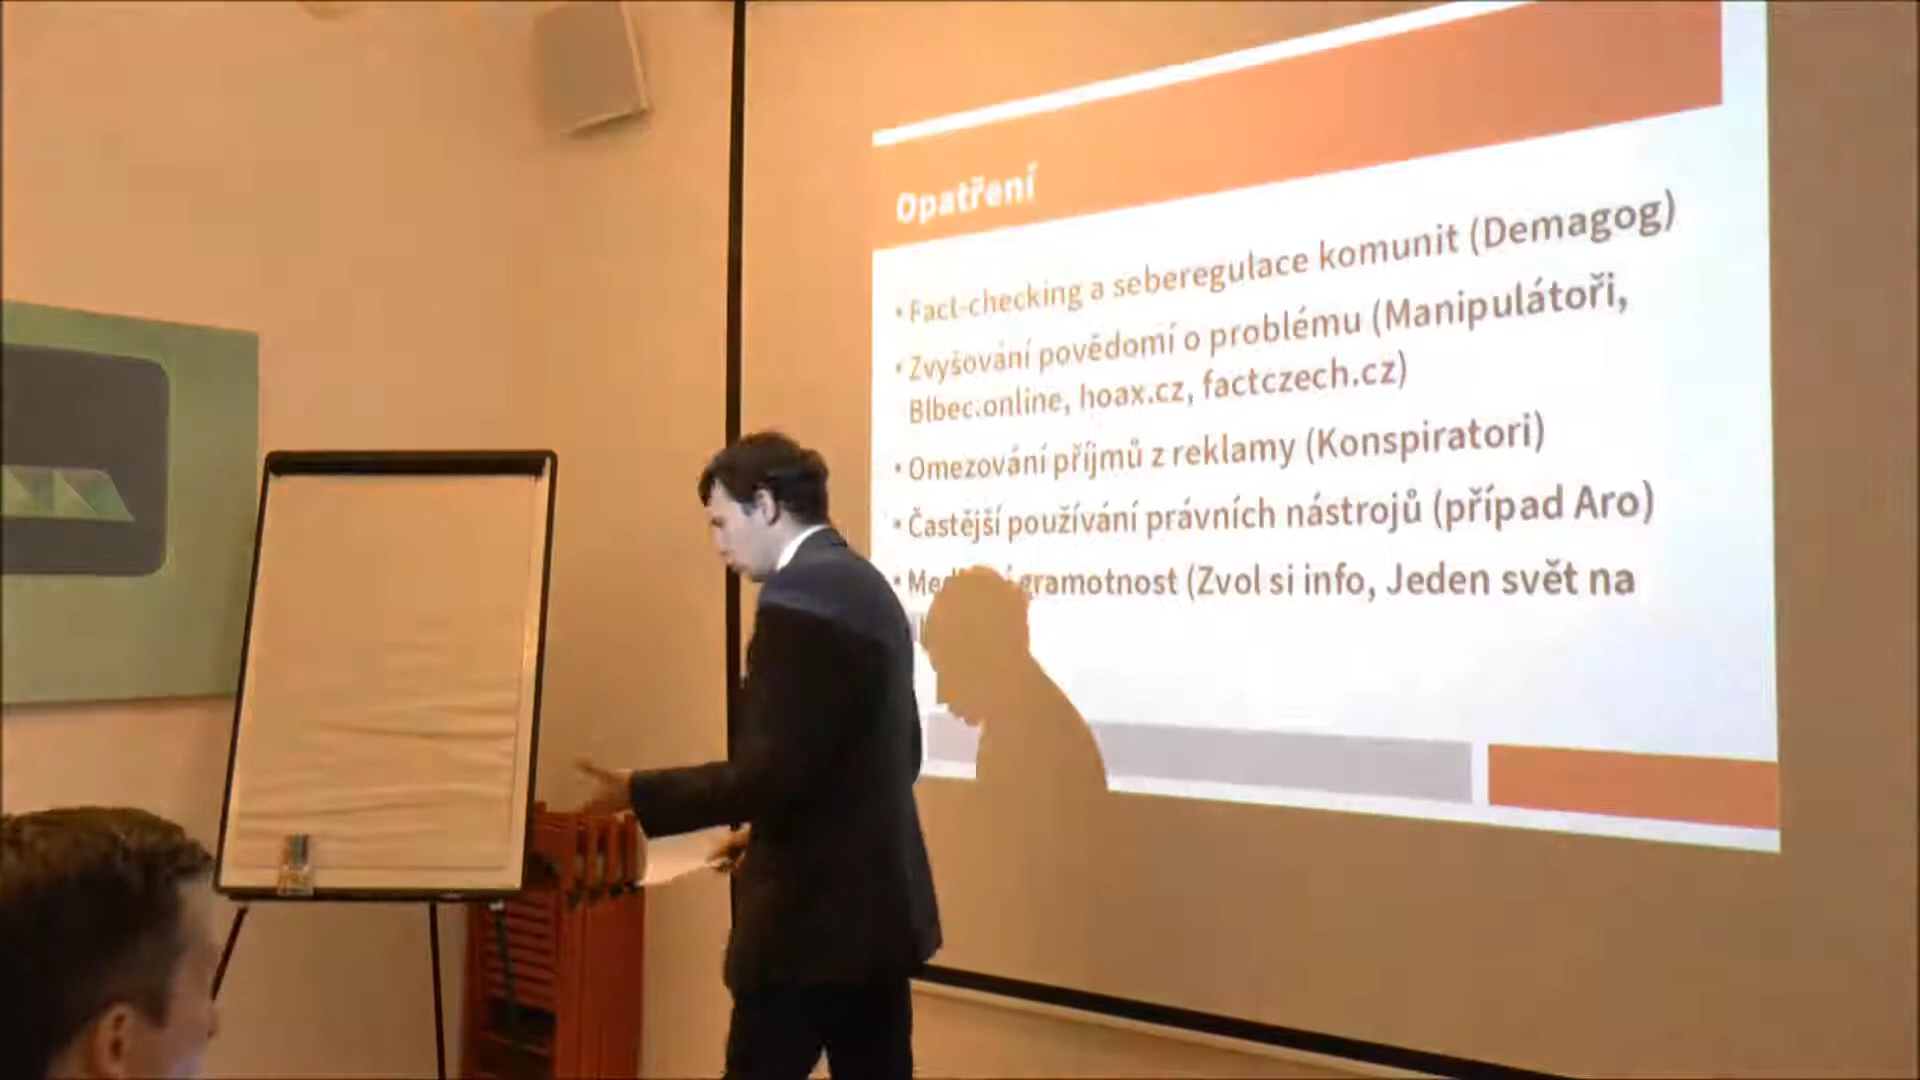 Opatření
• Fact-checking a seberegulace komunit (Demagog)
• Zvyšování povědomí o problému (Manipulátoři,
Blbec.online, hoax.cz, factczech.cz)
• Omezování příjmů z reklamy (Konspiratori)
• Častější používání právních nástrojů (případ Aro)
• gramotnost (Zvol si info, Jeden svět na